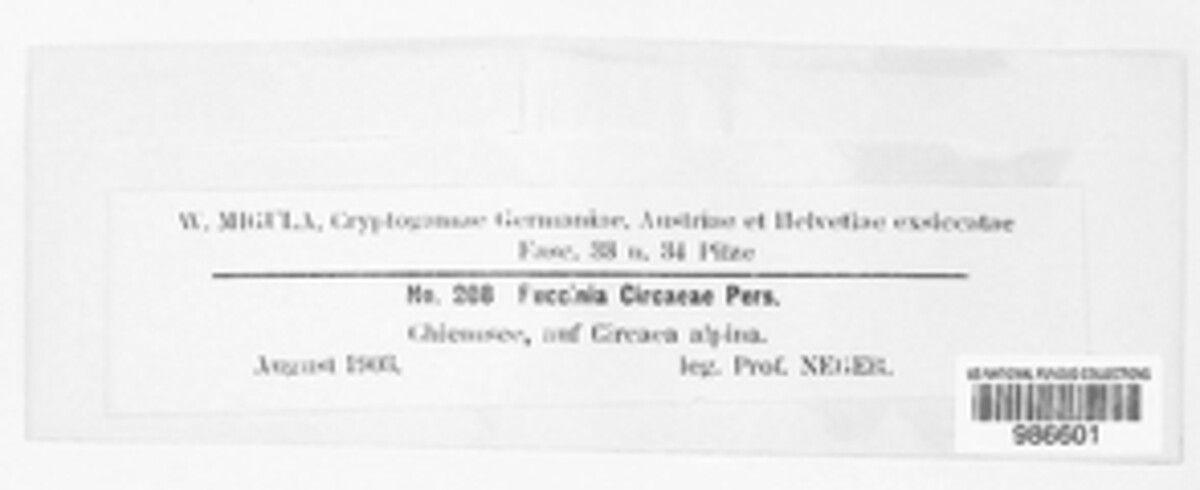 W. MIGULA, Cryptogamae Germaniae, Austriae et Helvetiae exsiccatae
Fasc. 33 u. 34 Pilze
No. 208 Puccinia Circaeae Pers.
Chiemsee, auf Circaea alpina.
August
leg. Prof. NEGER.
US NATIONAL FUNGUS COLLECTIONS
986601